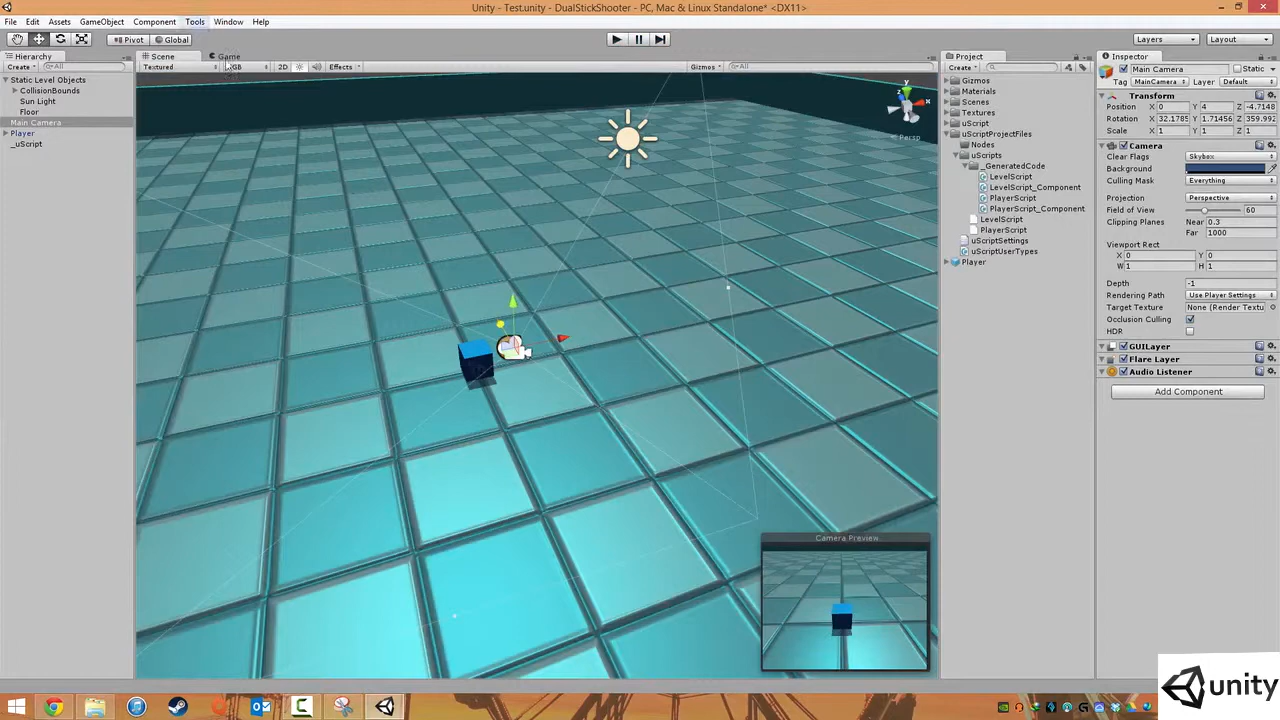 Unity - Test.unity - DualStickShooter - PC, Mac & Linux Standalone* <DX11>
File Edit Assets GameObject Component Tools Window Help
Pivot Global Layers Layout
Hierarchy
Create All
Static Level Objects
CollisionBounds
Sun Light
Floor
Main Camera
Player
_uScript
Scene Game
Textured RGB 2D Effects Gizmos All
y
x
z
Persp
Camera Preview
Project
Create
Gizmos
Materials
Scenes
Textures
uScript
uScriptProjectFiles
Nodes
uScripts
_GeneratedCode
LevelScript
LevelScript_Component
PlayerScript
PlayerScript_Component
LevelScript
PlayerScript
uScriptSettings
uScriptUserTypes
Player
Inspector
Main Camera Static
Tag MainCamera Layer Default
Transform
Position X 0 Y 4 Z -4.7148
Rotation X 32.1785 Y 1.71456 Z 359.992
Scale X 1 Y 1 Z 1
Camera
Clear Flags Skybox
Background
Culling Mask Everything
Projection Perspective
Field of View 60
Clipping Planes Near 0.3
Far 1000
Viewport Rect
X 0 Y 0
W 1 H 1
Depth -1
Rendering Path Use Player Settings
Target Texture None (Render Textu
Occlusion Culling
HDR
GUILayer
Flare Layer
Audio Listener
Add Component
unity